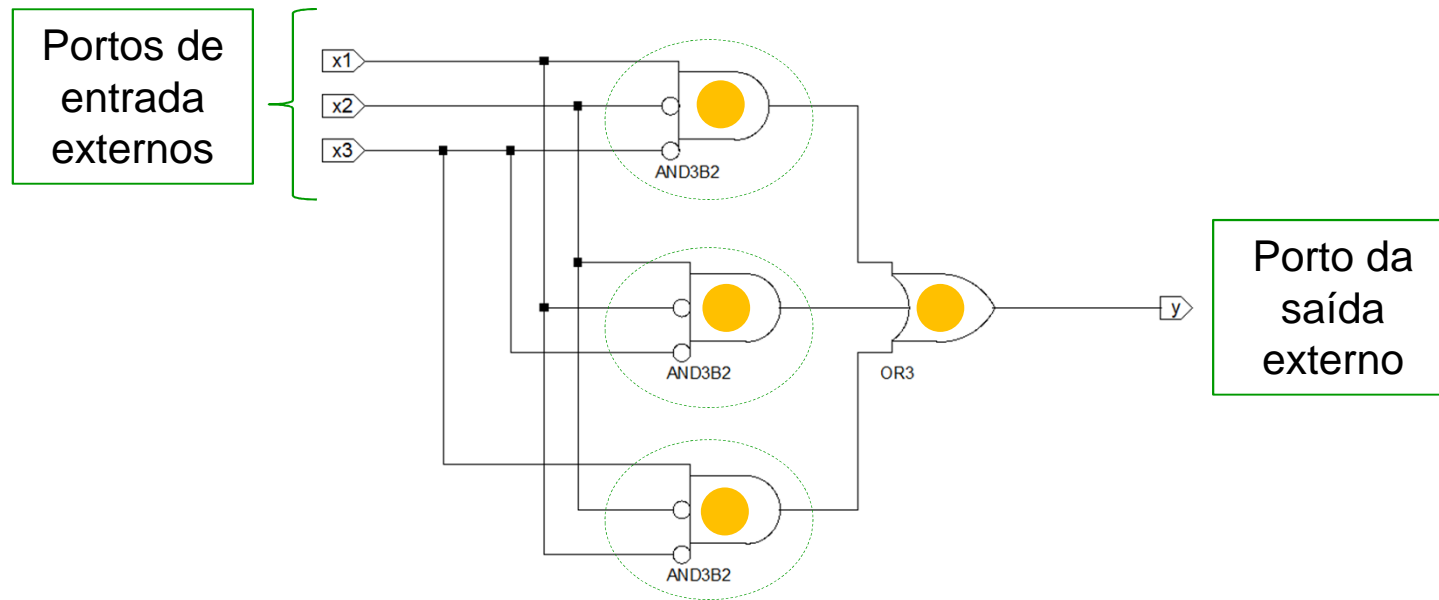 Portos de
entrada
externos
x1
x2
x3
AND3B2
AND3B2
AND3B2
OR3
y
Porto da
saída
externo